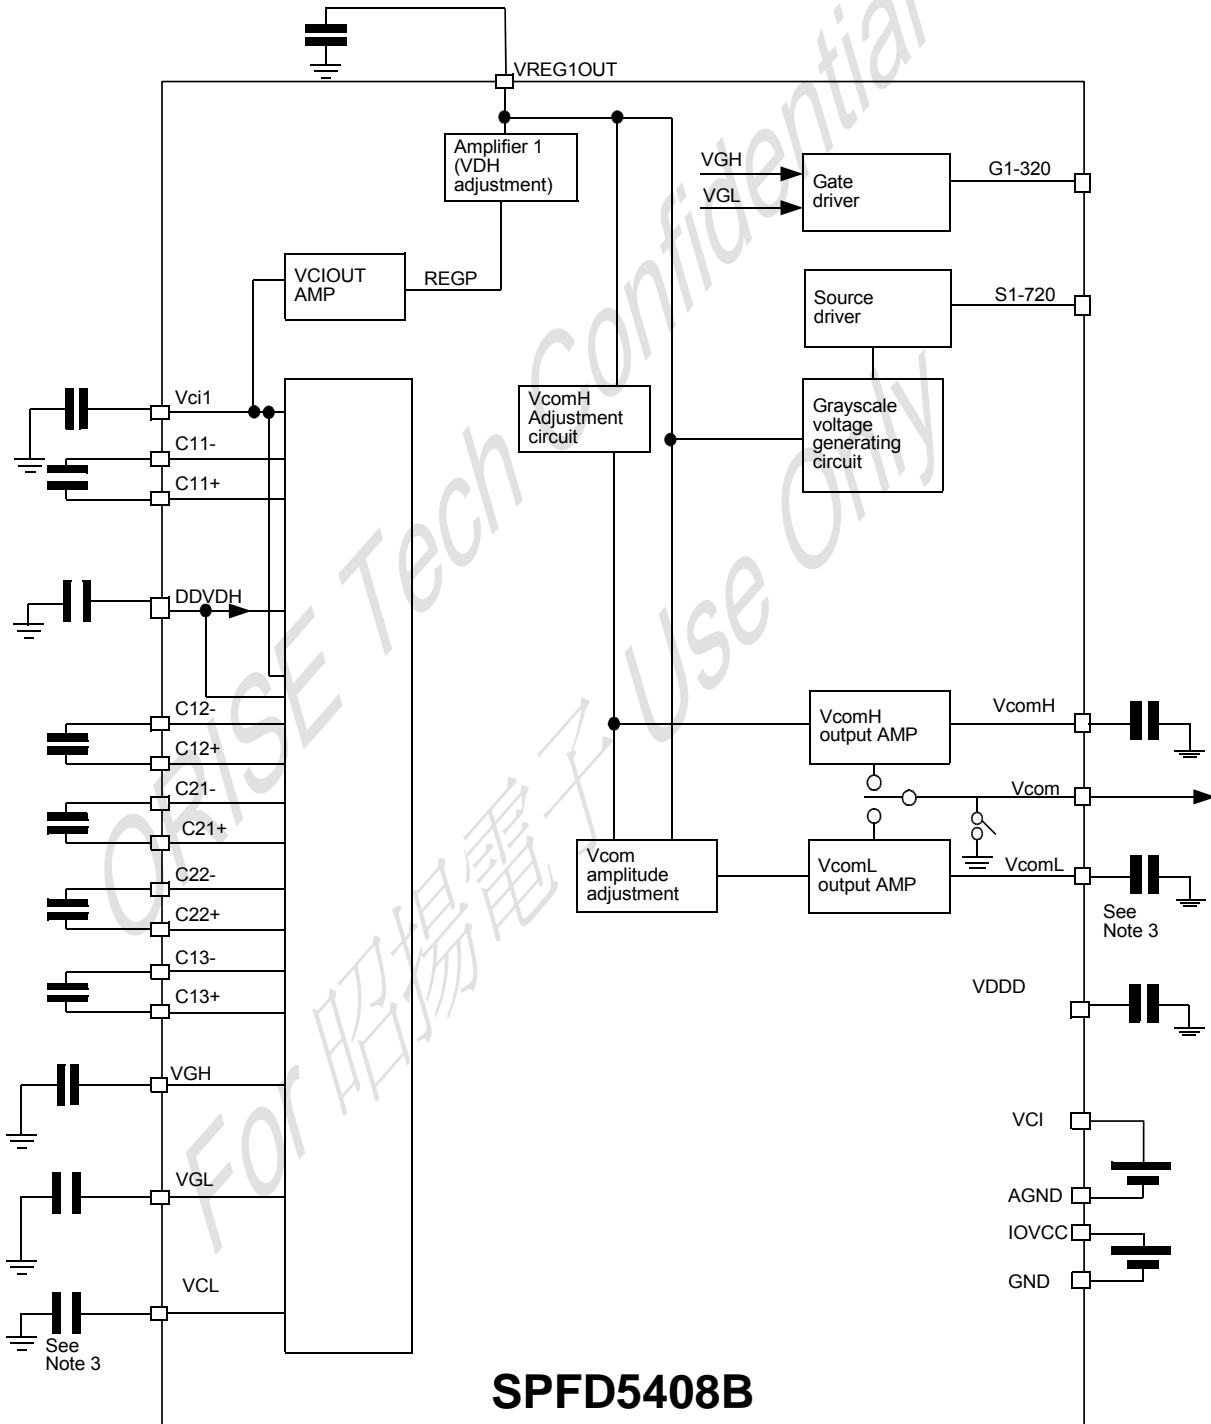 VREG1OUT
Amplifier 1
(VDH
adjustment)
VGH
VGL
Gate
driver
G1-320
VCIOUT
AMP
REGP
Source
driver
S1-720
Vci1
C11-
C11+
VcomH
Adjustment
circuit
Grayscale
voltage
generating
circuit
DDVDH
C12-
C12+
C21-
C21+
C22-
C22+
C13-
C13+
VcomH
output AMP
VcomH
Vcom
Vcom
amplitude
adjustment
VcomL
output AMP
VcomL
See
Note 3
VDDD
VGH
VGL
VCL
See
Note 3
VCI
AGND
IOVCC
GND
SPFD5408B
ORISE Tech Confidential
For 昭揚電子 Use Only